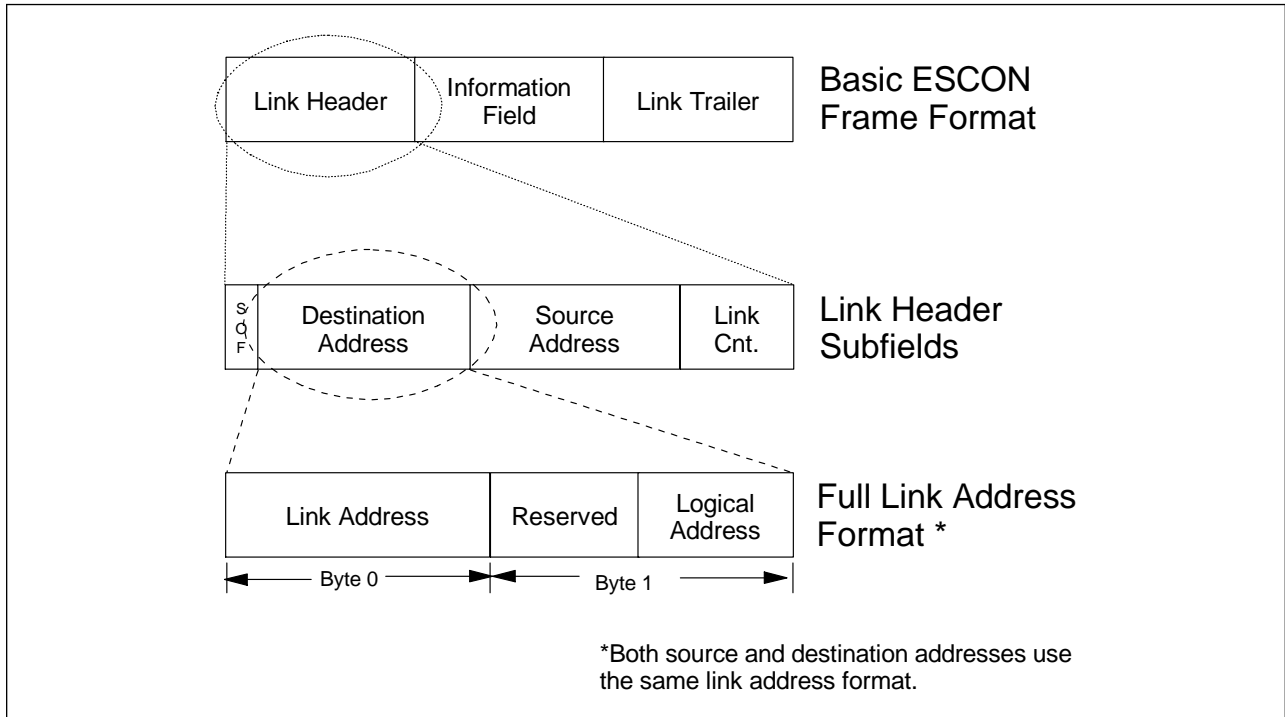 Link Header
Information
Field
Link Trailer
Basic ESCON
Frame Format
S
O
F
Destination
Address
Source
Address
Link
Cnt.
Link Header
Subfields
Link Address
Reserved
Logical
Address
Full Link Address
Format *
Byte 0
Byte 1
*Both source and destination addresses use
the same link address format.